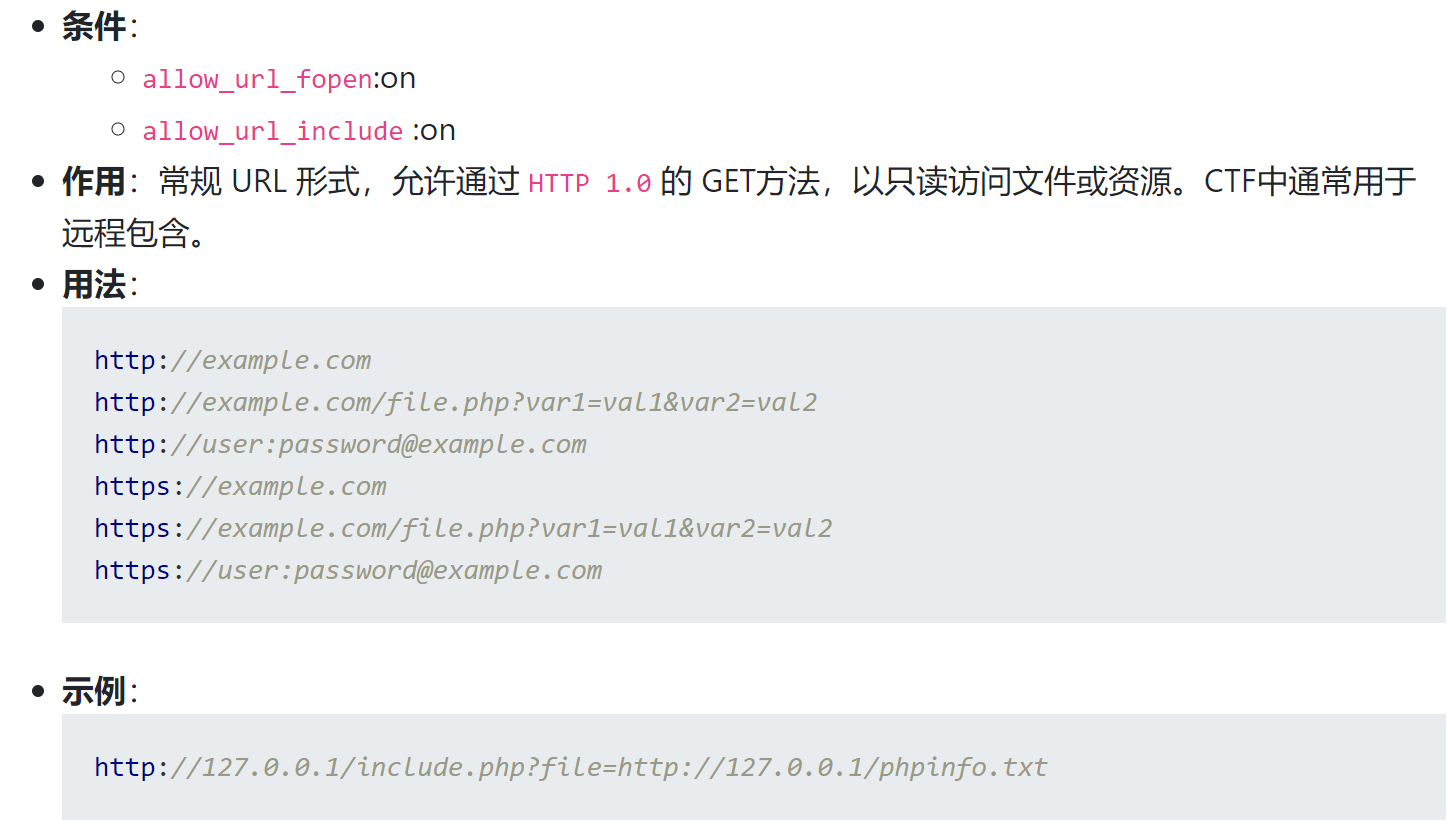 条件：
allow_url_fopen:on
allow_url_include :on
作用：常规 URL 形式，允许通过 HTTP 1.0 的 GET方法，以只读访问文件或资源。CTF中通常用于
远程包含。
用法：
http://example.com
http://example.com/file.php?var1=val1&var2=val2
http://user:password@example.com
https://example.com
https://example.com/file.php?var1=val1&var2=val2
https://user:password@example.com
示例：
http://127.0.0.1/include.php?file=http://127.0.0.1/phpinfo.txt